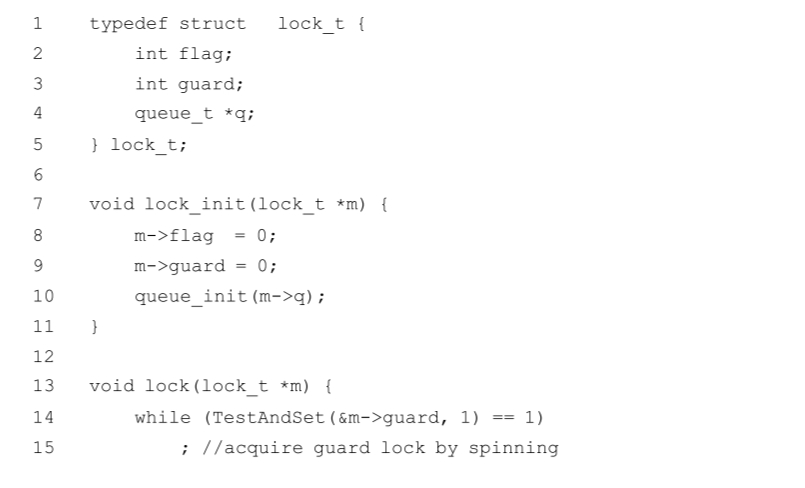 1 typedef struct lock_t {
2 int flag;
3 int guard;
4 queue_t *q;
5 } lock_t;
6
7 void lock_init(lock_t *m) {
8 m->flag = 0;
9 m->guard = 0;
10 queue_init(m->q);
11 }
12
13 void lock(lock_t *m) {
14 while (TestAndSet(&m->guard, 1) == 1)
15 ; //acquire guard lock by spinning